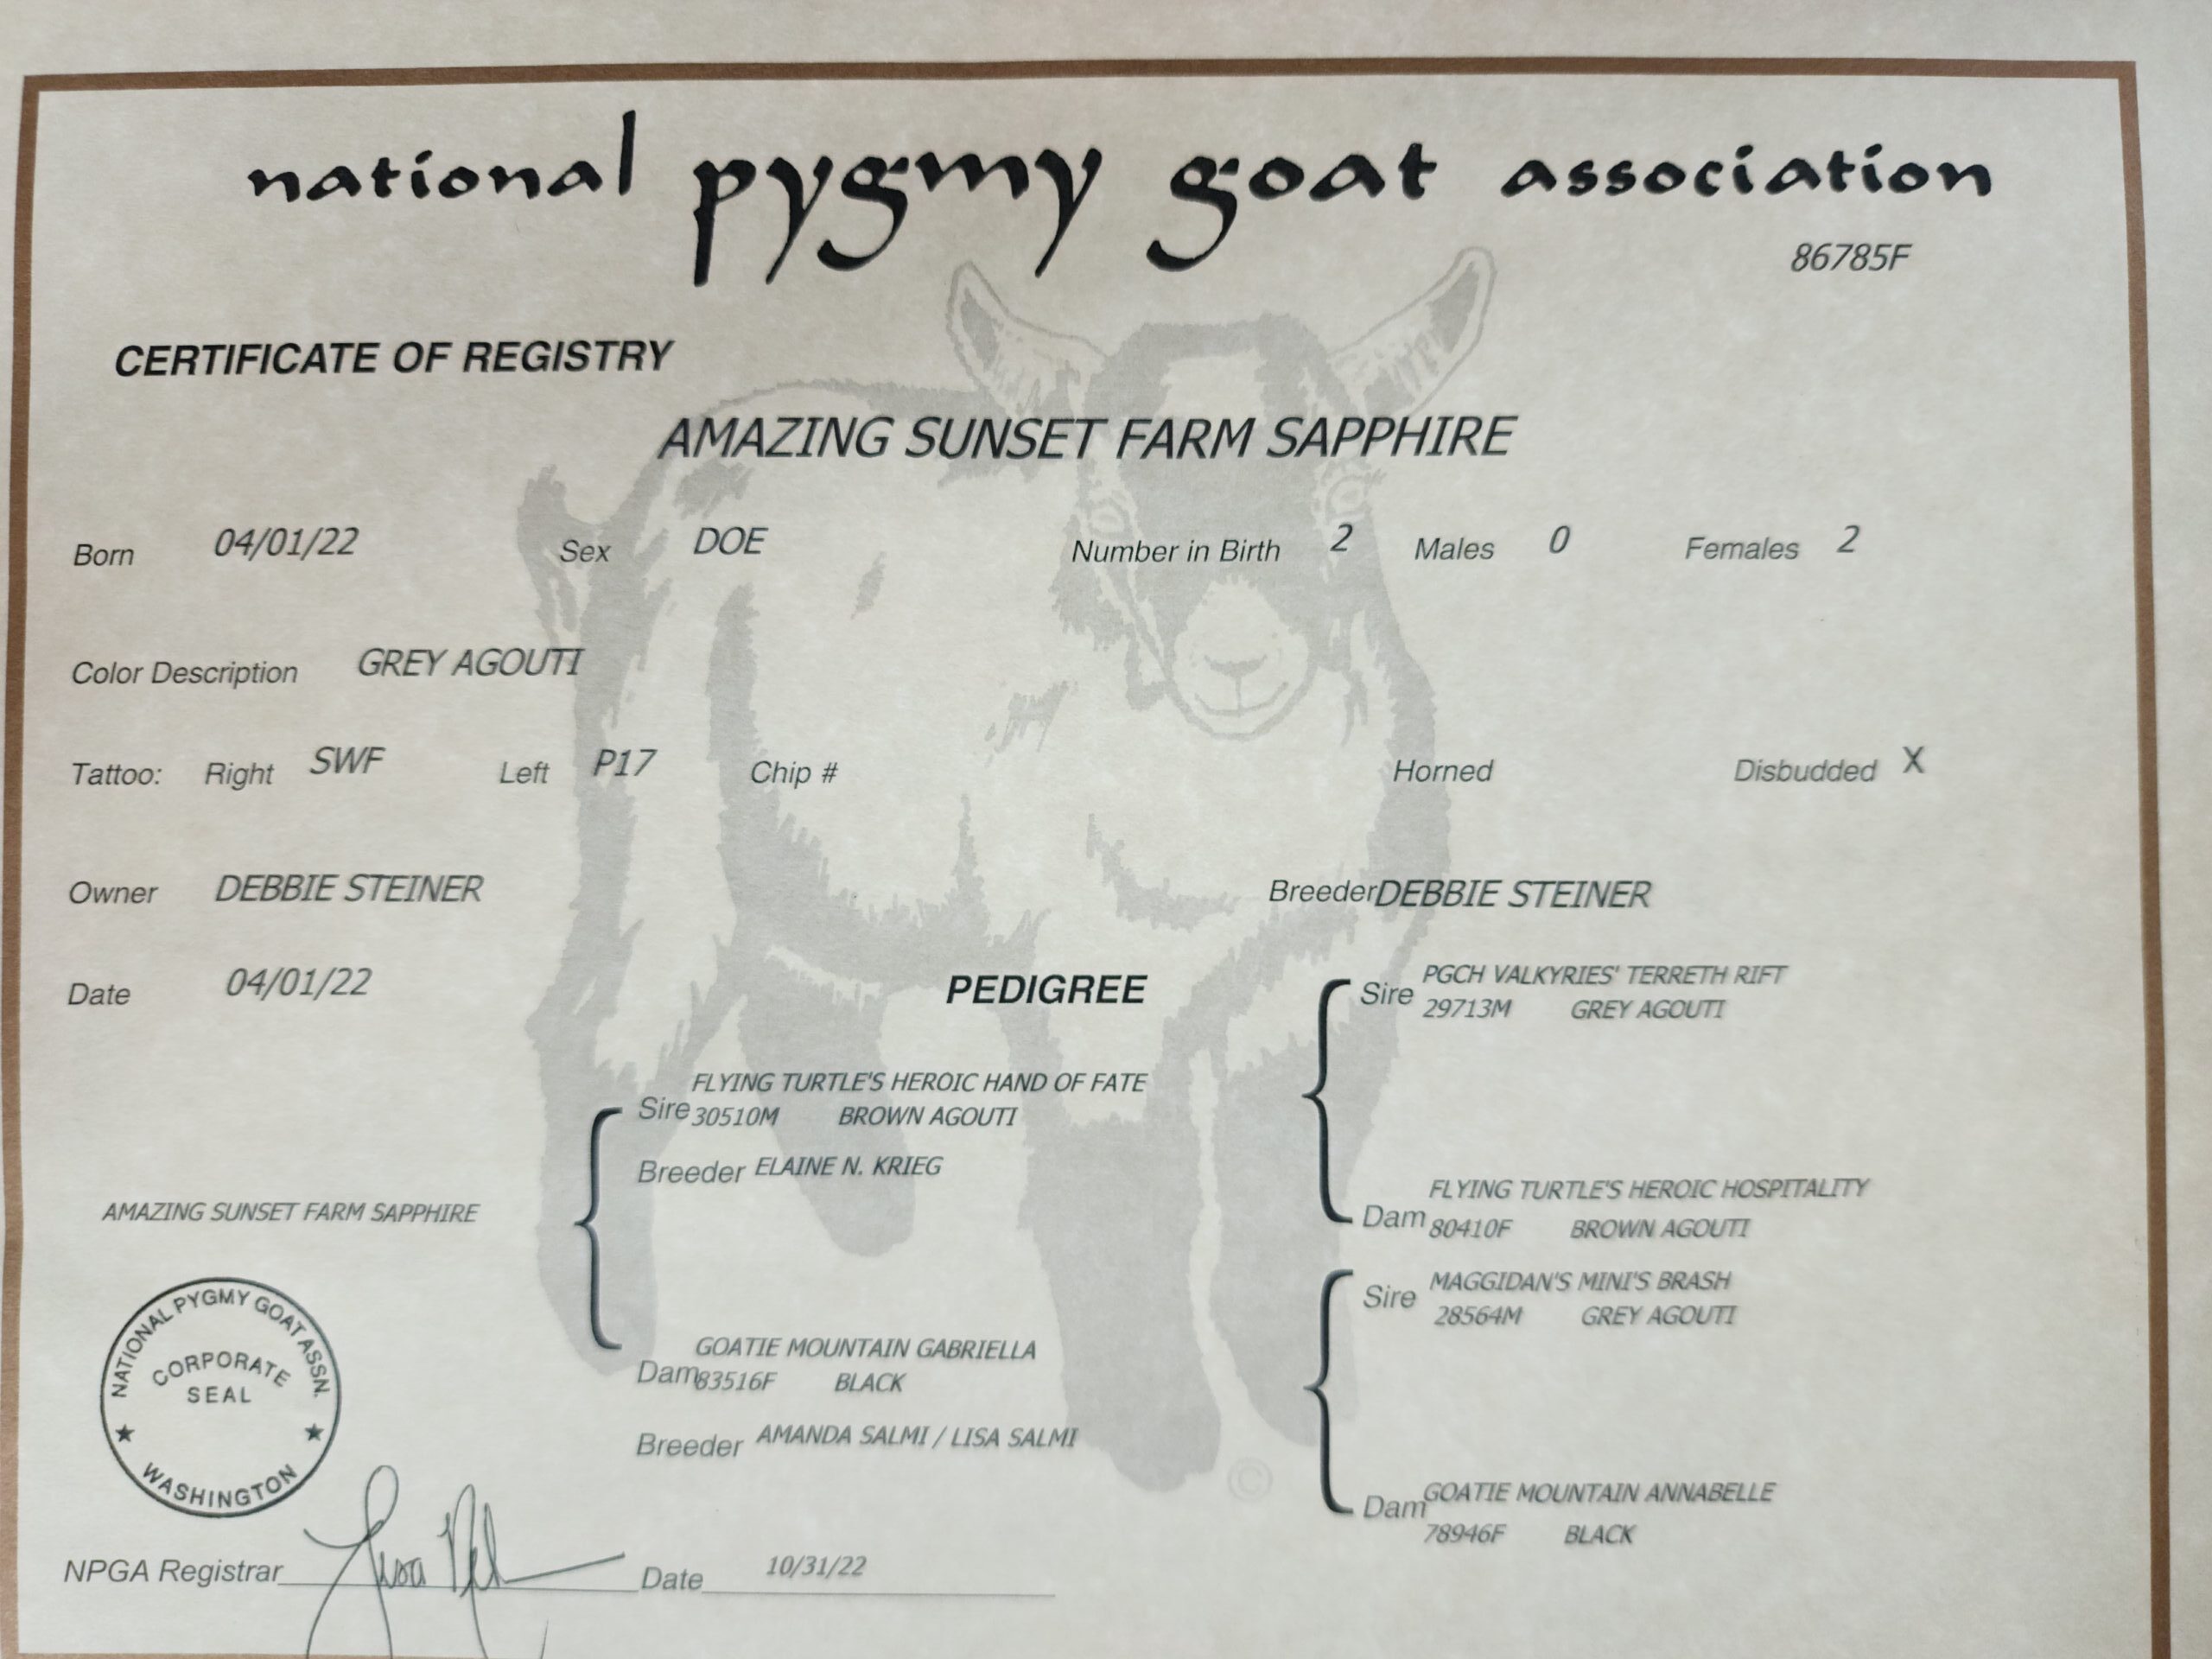 national pygmy goat association
86785F
CERTIFICATE OF REGISTRY
AMAZING SUNSET FARM SAPPHIRE
Born 04/01/22 Sex DOE Number in Birth 2 Males 0 Females 2
Color Description GREY AGOUTI
Tattoo: Right SWF Left P17 Chip # Horned Disbudded X
Owner DEBBIE STEINER Breeder DEBBIE STEINER
Date 04/01/22
PEDIGREE
Sire PGCH VALKYRIES' TERRETH RIFT
29713M GREY AGOUTI
FLYING TURTLE'S HEROIC HAND OF FATE
Sire 30510M BROWN AGOUTI
Breeder ELAINE N. KRIEG
FLYING TURTLE'S HEROIC HOSPITALITY
Dam 80410F BROWN AGOUTI
AMAZING SUNSET FARM SAPPHIRE
Sire MAGGIDAN'S MINI'S BRASH
28564M GREY AGOUTI
GOATIE MOUNTAIN GABRIELLA
Dam 83516F BLACK
Breeder AMANDA SALMI / LISA SALMI
Dam GOATIE MOUNTAIN ANNABELLE
78946F BLACK
NATIONAL PYGMY GOAT ASSN.
CORPORATE
SEAL
★ ★
WASHINGTON
©
NPGA Registrar Lisa Date 10/31/22